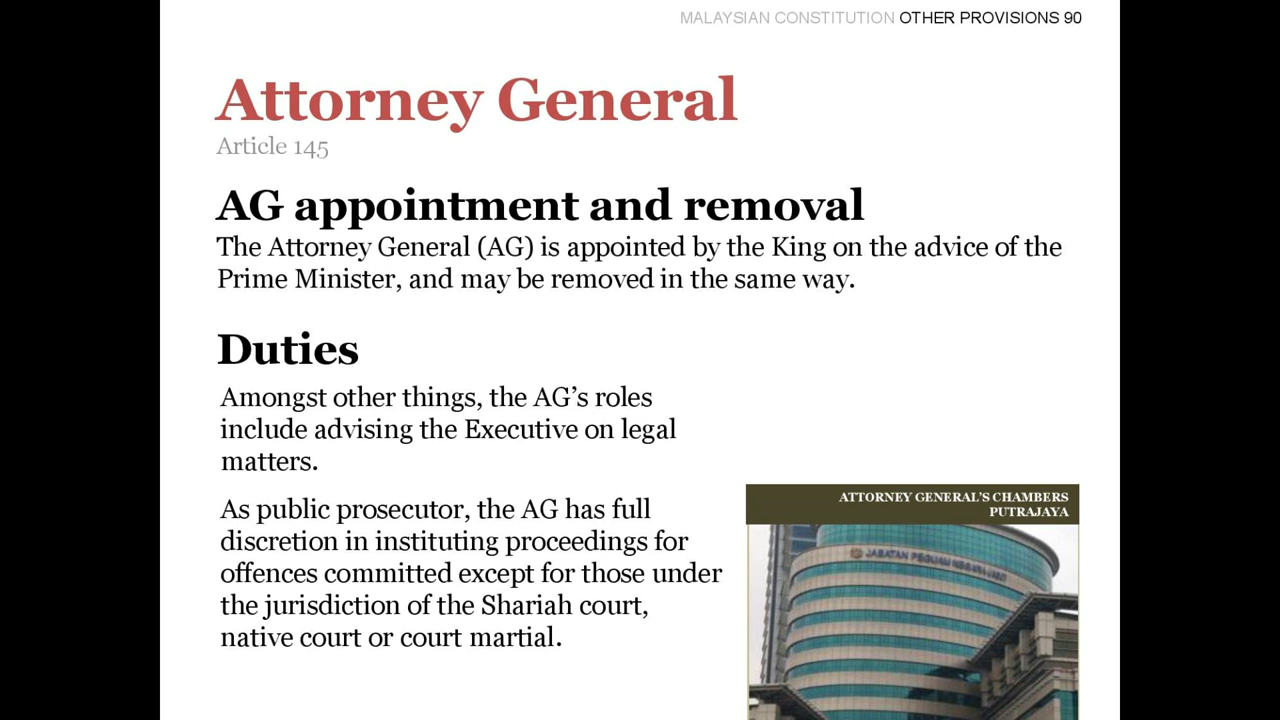 MALAYSIAN CONSTITUTION OTHER PROVISIONS 90
Attorney General
Article 145
AG appointment and removal
The Attorney General (AG) is appointed by the King on the advice of the
Prime Minister, and may be removed in the same way.
Duties
Amongst other things, the AG’s roles
include advising the Executive on legal
matters.
As public prosecutor, the AG has full
discretion in instituting proceedings for
offences committed except for those under
the jurisdiction of the Shariah court,
native court or court martial.
ATTORNEY GENERAL’S CHAMBERS
PUTRAJAYA
JABATAN PEGUAM NEGARA